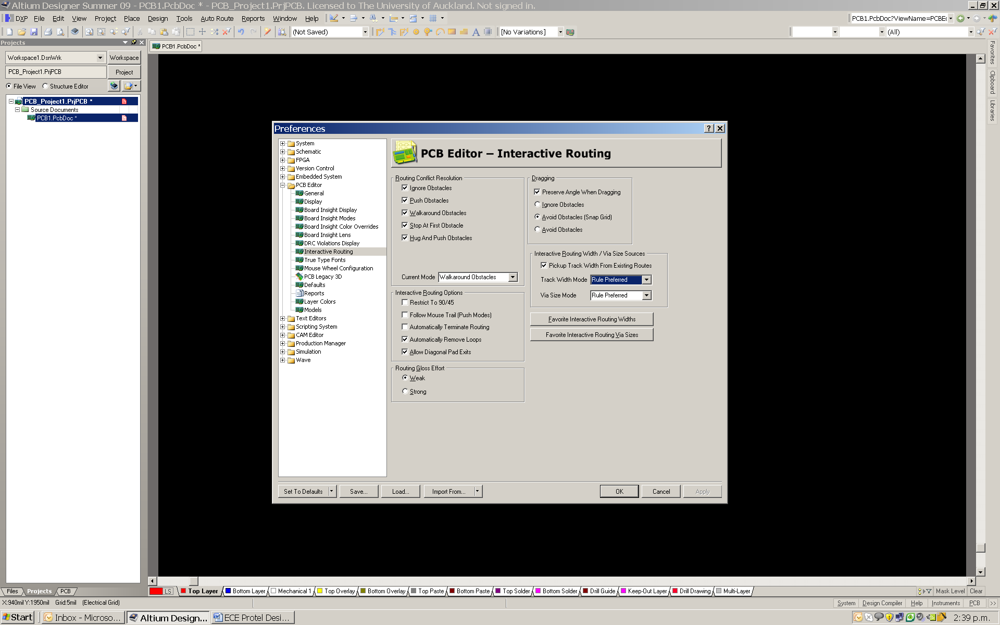 Altium Designer Summer 09 - PCB1.PcbDoc * - PCB_Project1.PrjPCB. Licensed to The University of Auckland. Not signed in.
DXP File Edit View Project Place Design Tools Auto Route Reports Window Help
PCB1.PcbDoc?ViewName=PCBE
(Not Saved) [No Variations] (All)
Projects
PCB1.PcbDoc *
Workspace1.DsnWrk Workspace
PCB_Project1.PrjPCB Project
File View Structure Editor
PCB_Project1.PrjPCB *
Source Documents
PCB1.PcbDoc *
Favorites
Clipboard
Libraries
Preferences
System
Schematic
FPGA
Version Control
Embedded System
PCB Editor
General
Display
Board Insight Display
Board Insight Modes
Board Insight Color Overrides
Board Insight Lens
DRC Violations Display
Interactive Routing
True Type Fonts
Mouse Wheel Configuration
PCB Legacy 3D
Defaults
Reports
Layer Colors
Models
Text Editors
Scripting System
CAM Editor
Production Manager
Simulation
Wave
PCB Editor – Interactive Routing
Routing Conflict Resolution
Ignore Obstacles
Push Obstacles
Walkaround Obstacles
Stop At First Obstacle
Hug And Push Obstacles
Current Mode Walkaround Obstacles
Interactive Routing Options
Restrict To 90/45
Follow Mouse Trail (Push Modes)
Automatically Terminate Routing
Automatically Remove Loops
Allow Diagonal Pad Exits
Routing Gloss Effort
Weak
Strong
Dragging
Preserve Angle When Dragging
Ignore Obstacles
Avoid Obstacles (Snap Grid)
Avoid Obstacles
Interactive Routing Width / Via Size Sources
Pickup Track Width From Existing Routes
Track Width Mode Rule Preferred
Via Size Mode Rule Preferred
Favorite Interactive Routing Widths
Favorite Interactive Routing Via Sizes
Set To Defaults Save... Load... Import From... OK Cancel Apply
Files Projects PCB
LS Top Layer Bottom Layer Mechanical 1 Top Overlay Bottom Overlay Top Paste Bottom Paste Top Solder Bottom Solder Drill Guide Keep-Out Layer Drill Drawing Multi-Layer
Mask Level Clear
X:940mil Y:1950mil Grid:5mil (Electrical Grid)
System Design Compiler Help Instruments PCB >>
Start Inbox - Microso... Altium Design... ECE Protel Desi... 2:39 p.m.